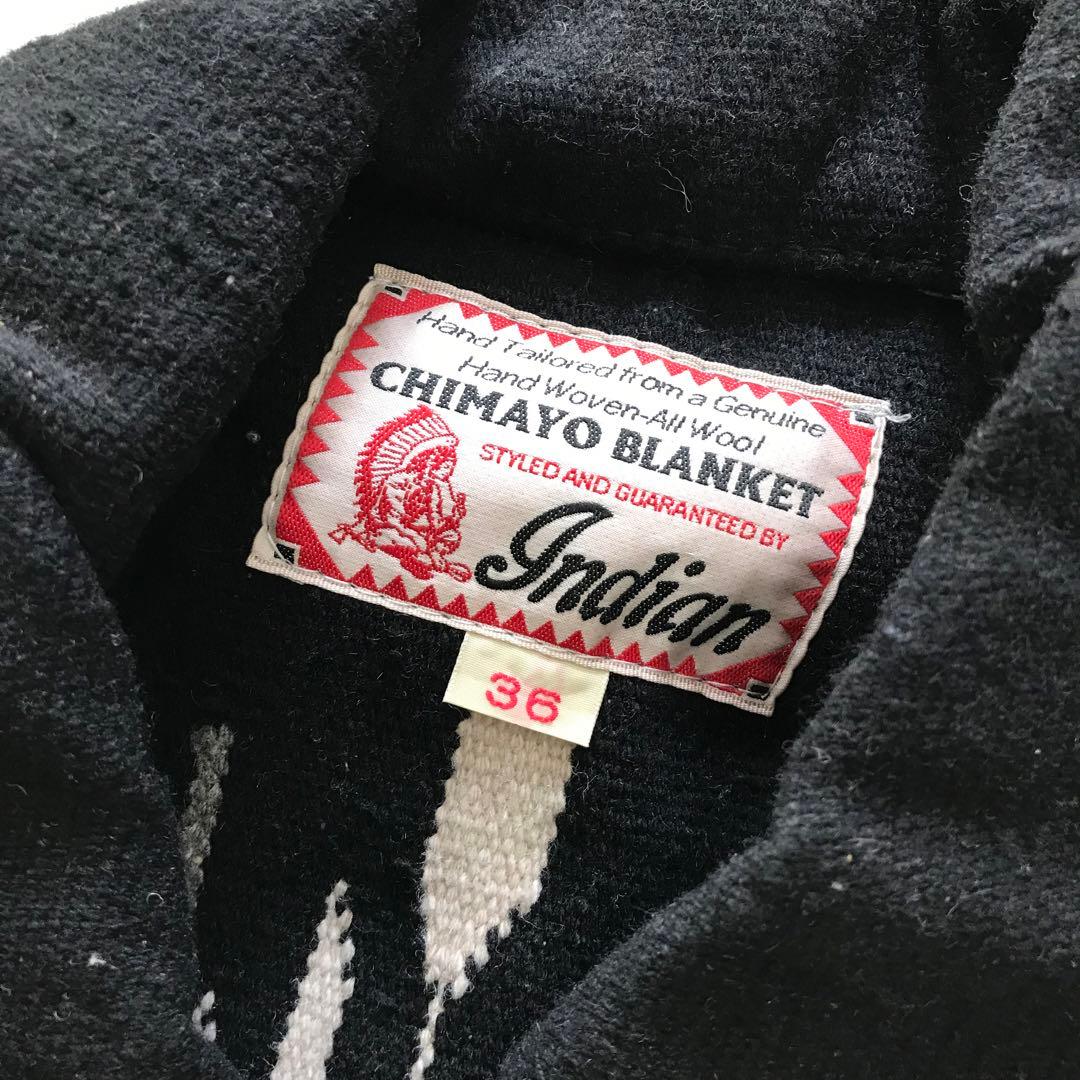 Hand Tailored from a Genuine
Hand Woven-All Wool
CHIMAYO BLANKET
STYLED AND GUARANTEED BY
Indian
36